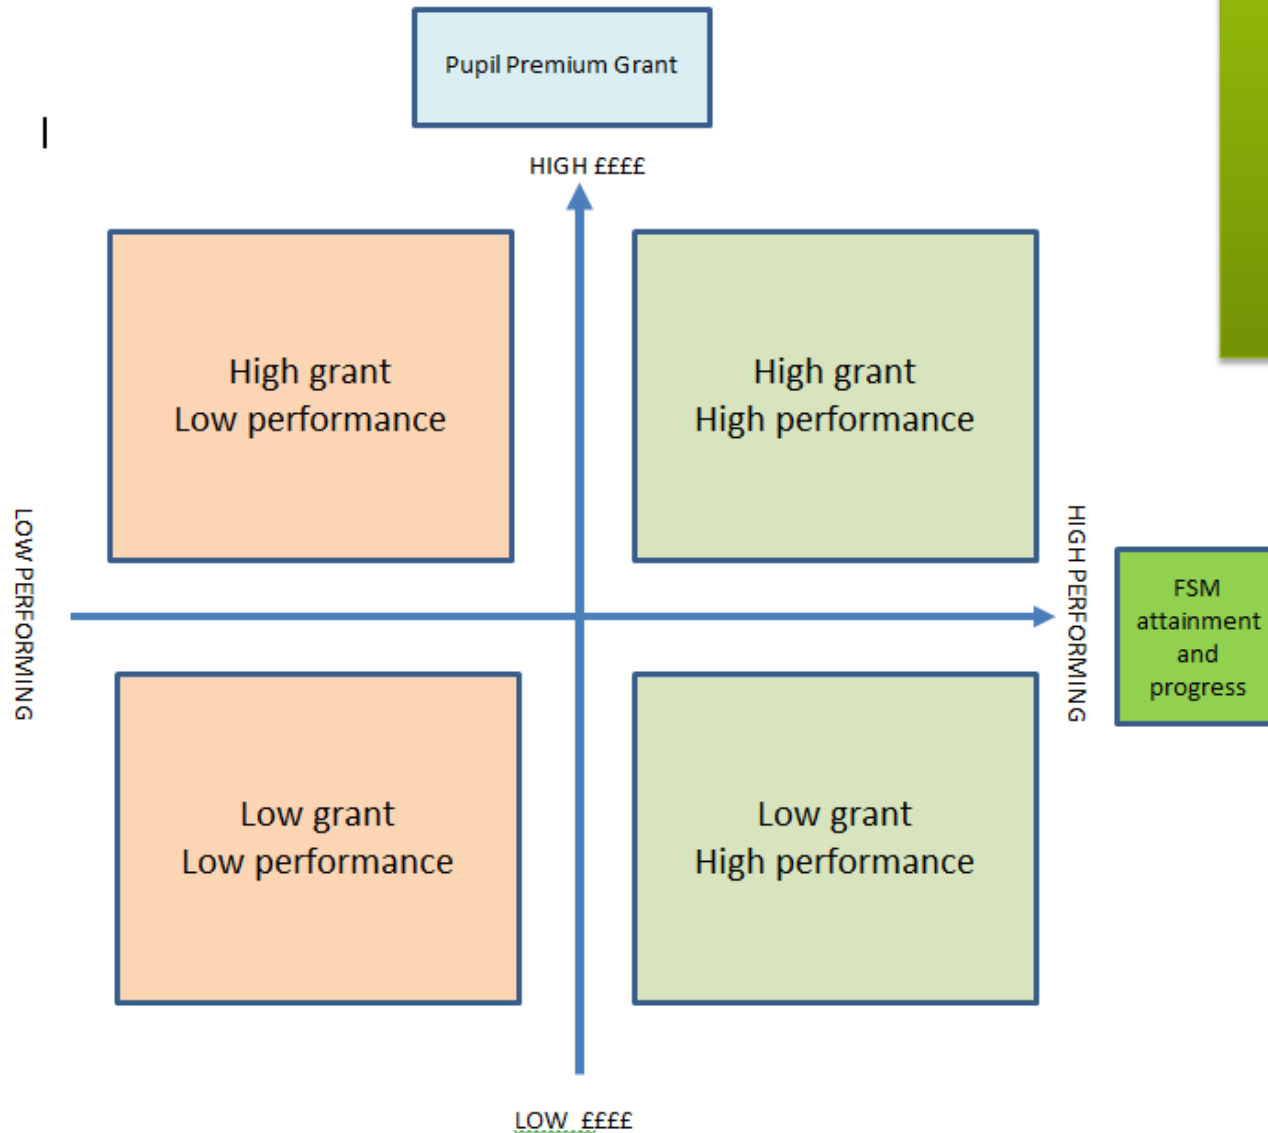 Pupil Premium Grant
HIGH ££££
High grant
Low performance
High grant
High performance
LOW PERFORMING
HIGH PERFORMING
FSM
attainment
and
progress
Low grant
Low performance
Low grant
High performance
LOW ££££